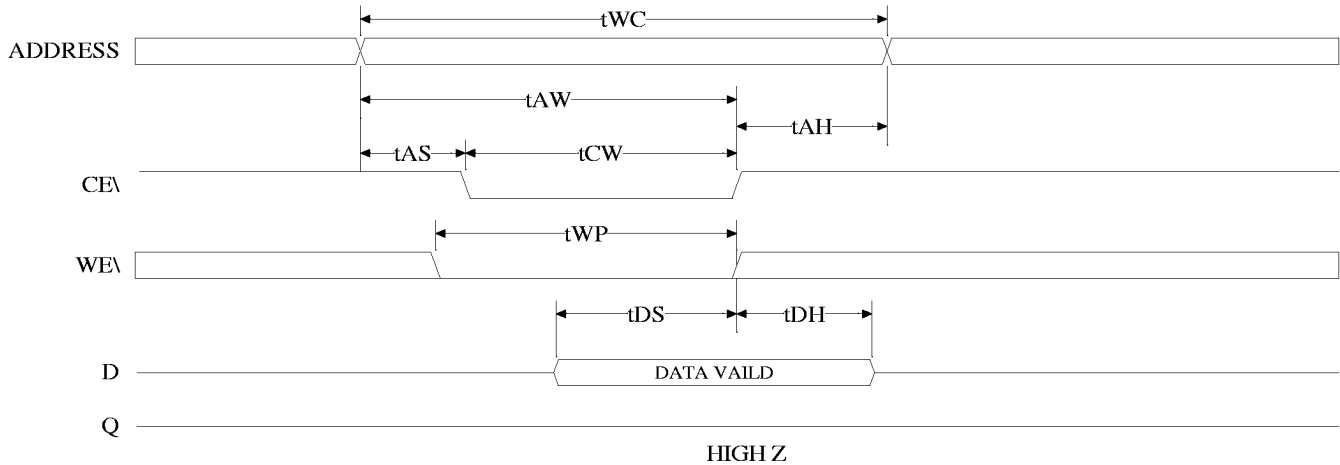 tWC
ADDRESS
tAW
tAH
tAS
tCW
CE\
tWP
WE\
tDS
tDH
D
DATA VAILD
Q
HIGH Z